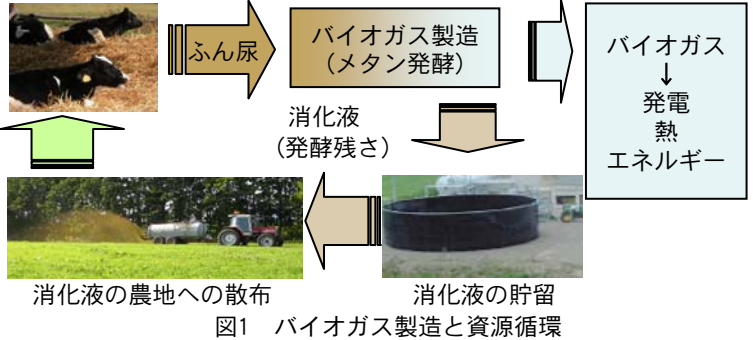 ふん尿
バイオガス製造
(メタン発酵)
バイオガス
↓
発電
熱
エネルギー
消化液
(発酵残さ)
消化液の農地への散布
消化液の貯留
図1 バイオガス製造と資源循環